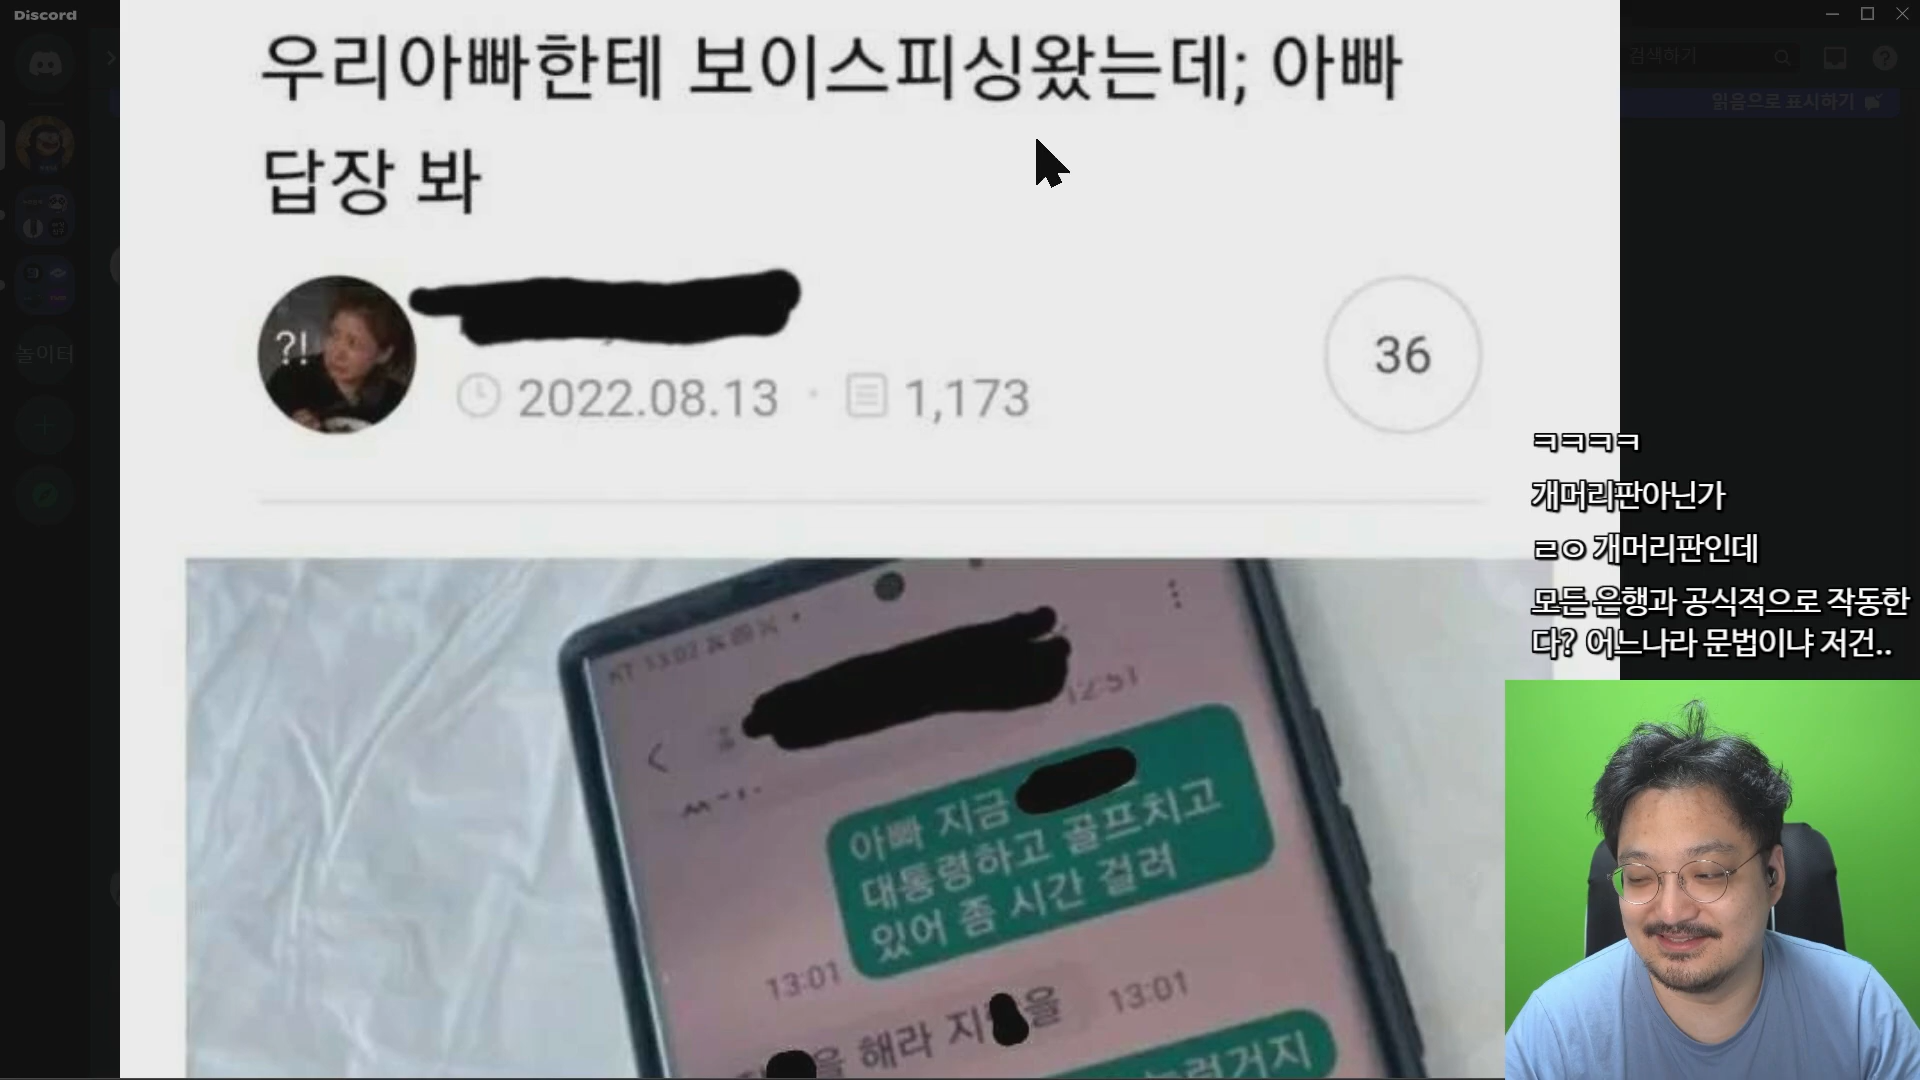 Discord
검색하기
우리아빠한테 보이스피싱왔는데; 아빠
답장 봐
읽음으로 표시하기
?!
2022.08.13 · 1,173
36
놀이터
ㅋㅋㅋㅋ
개머리판아닌가
ㄹㅇ 개머리판인데
모든 은행과 공식적으로 작동한
다? 어느나라 문법이냐 저건..
KT 13:02
12:51
아빠 지금
대통령하고 골프치고
있어 좀 시간 걸려
13:01
을 해라 지 을
13:01